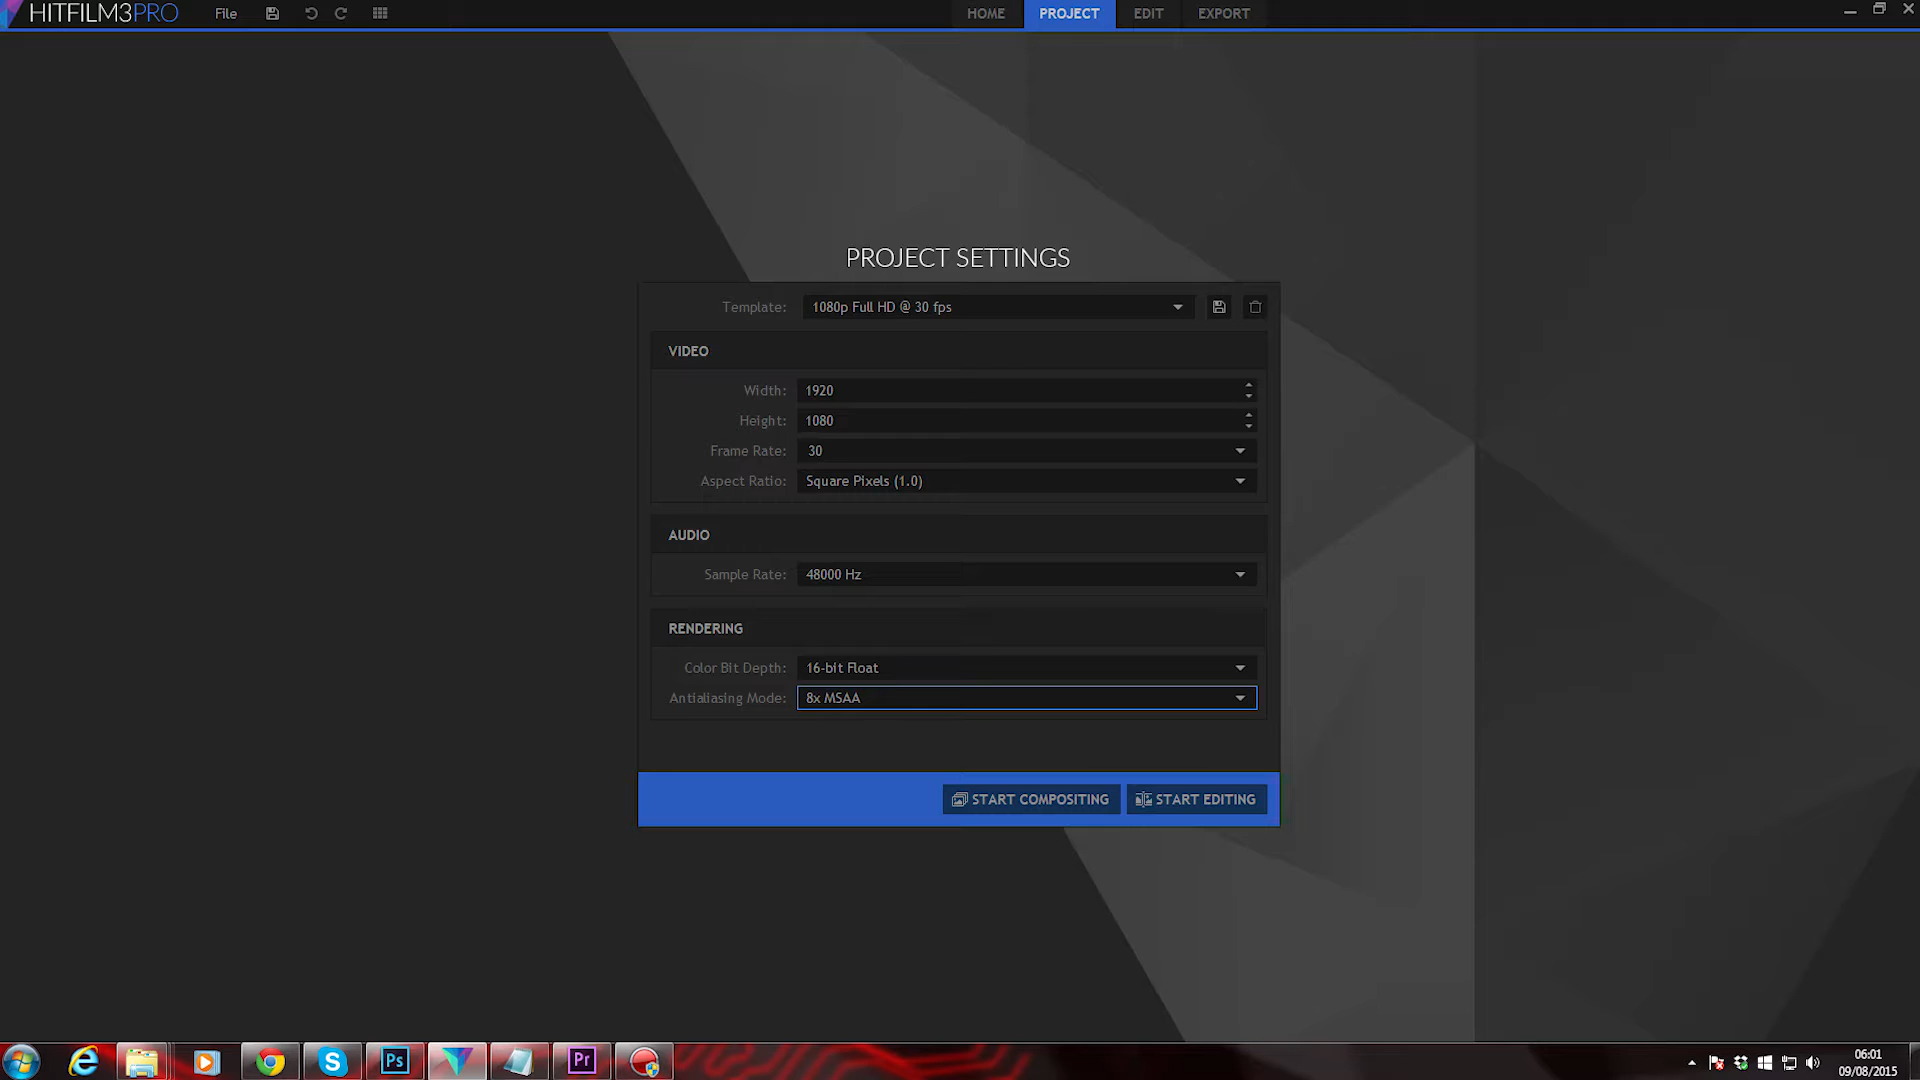 HITFILM3PRO File HOME PROJECT EDIT EXPORT
PROJECT SETTINGS
Template: 1080p Full HD @ 30 fps
VIDEO
Width: 1920
Height: 1080
Frame Rate: 30
Aspect Ratio: Square Pixels (1.0)
AUDIO
Sample Rate: 48000 Hz
RENDERING
Color Bit Depth: 16-bit Float
Antialiasing Mode: 8x MSAA
START COMPOSITING START EDITING
Ps Pr
06:01
09/08/2015